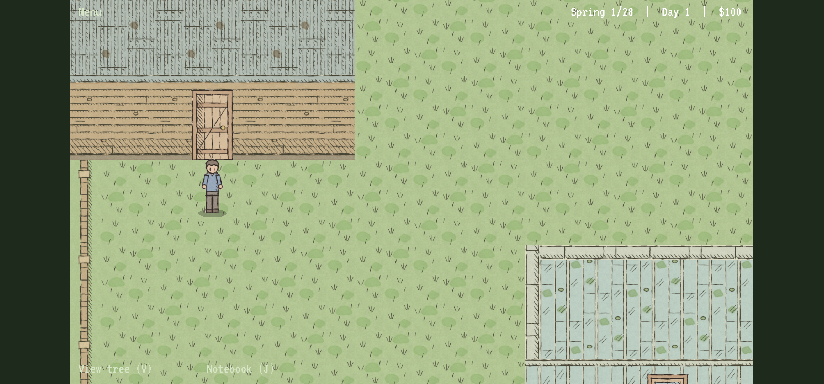 Menu
Spring 1/28 | Day 1 | $100
View tree (V)
Notebook (J)